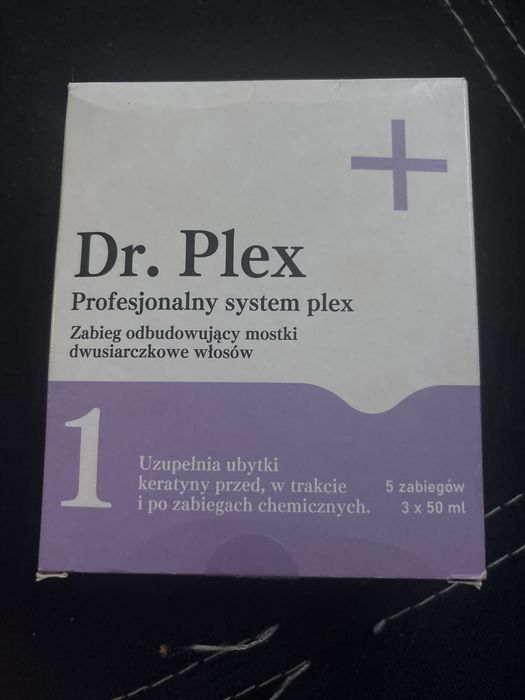 Dr. Plex
Profesjonalny system plex
Zabieg odbudowujący mostki
dwusiarczkowe włosów
1
Uzupełnia ubytki
keratyny przed, w trakcie
i po zabiegach chemicznych.
5 zabiegów
3 x 50 ml